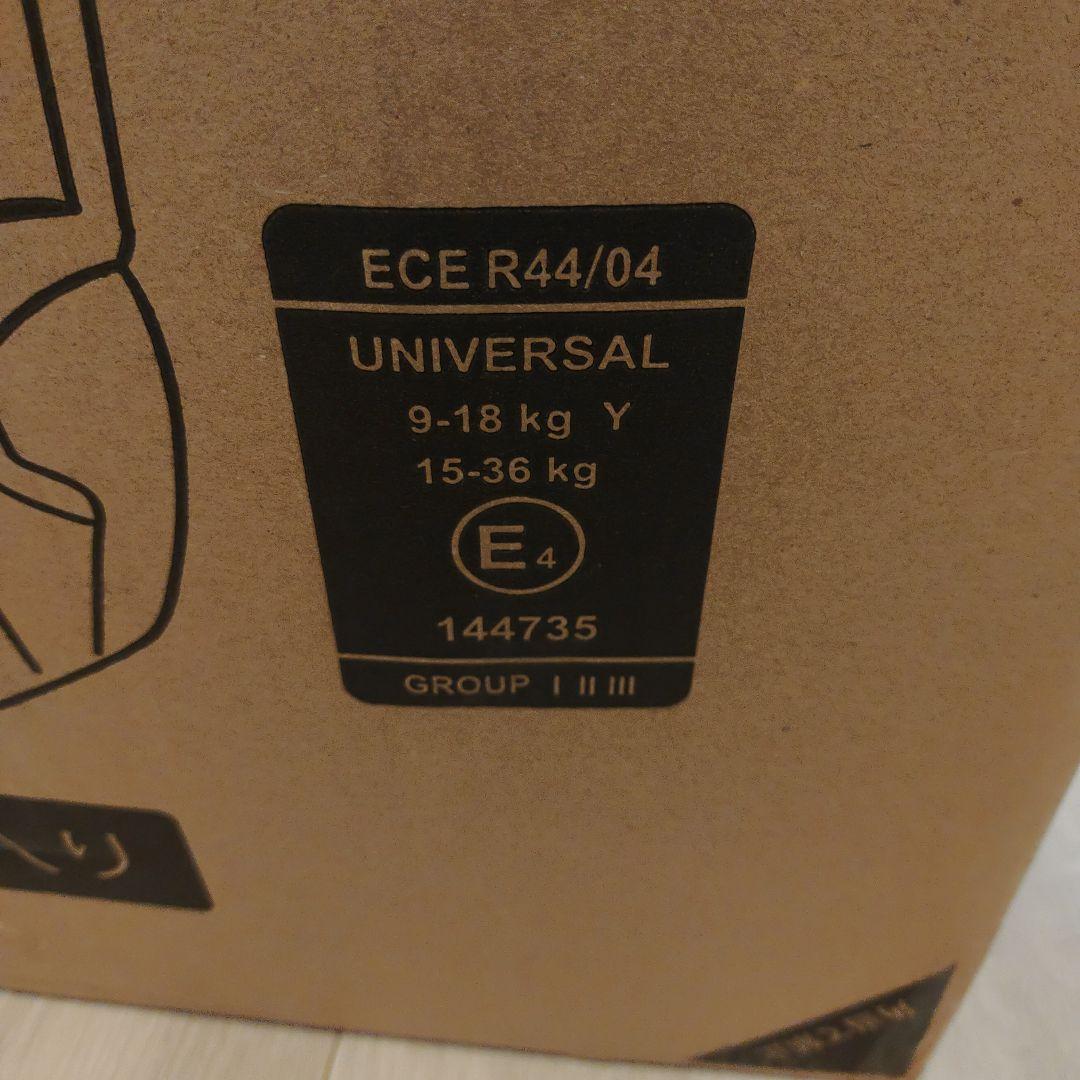 ECE R44/04
UNIVERSAL
9-18 kg Y
15-36 kg
E4
144735
GROUP I II III